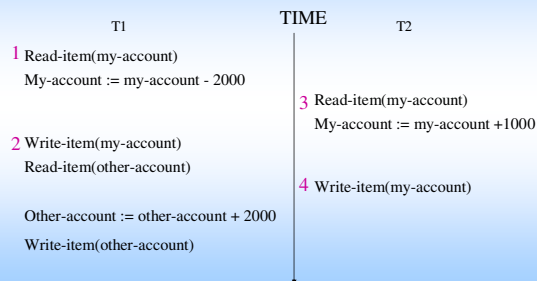 TIME
T1
T2
1 Read-item(my-account)
My-account := my-account - 2000
3 Read-item(my-account)
My-account := my-account +1000
2 Write-item(my-account)
Read-item(other-account)
4 Write-item(my-account)
Other-account := other-account + 2000
Write-item(other-account)